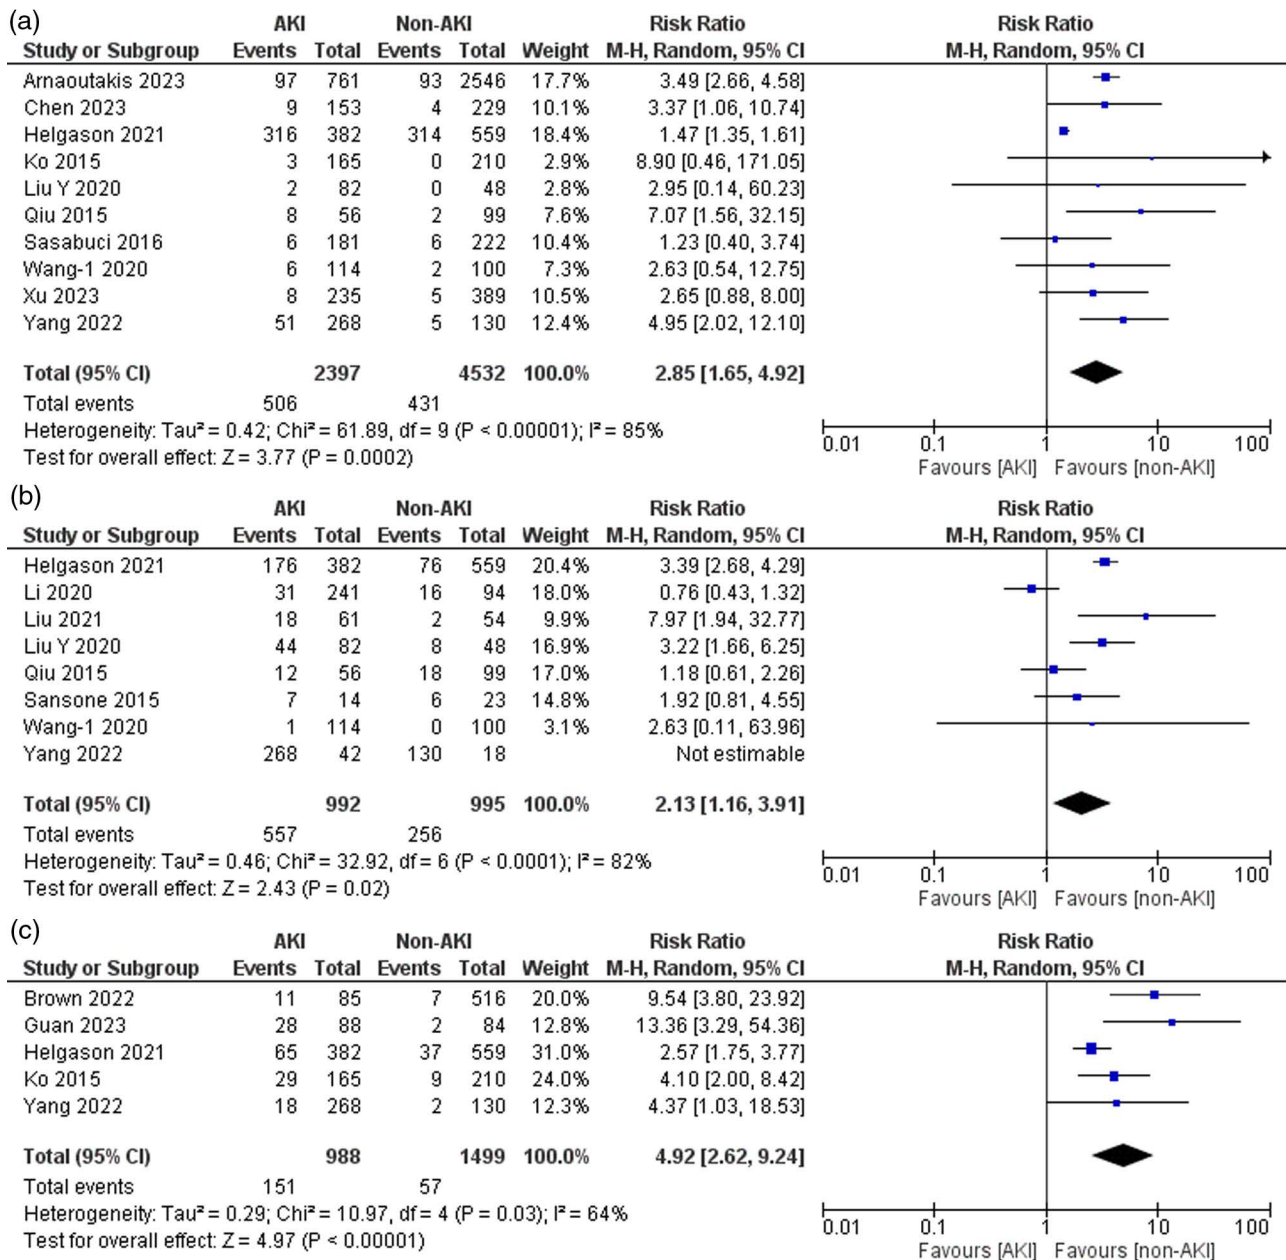 (a) AKI Non-AKI Risk Ratio Risk Ratio
Study or Subgroup Events Total Events Total Weight M-H, Random, 95% CI M-H, Random, 95% CI
Arnaoutakis 2023 97 761 93 2546 17.7% 3.49 [2.66, 4.58]
Chen 2023 9 153 4 229 10.1% 3.37 [1.06, 10.74]
Helgason 2021 316 382 314 559 18.4% 1.47 [1.35, 1.61]
Ko 2015 3 165 0 210 2.9% 8.90 [0.46, 171.05]
Liu Y 2020 2 82 0 48 2.8% 2.95 [0.14, 60.23]
Qiu 2015 8 56 2 99 7.6% 7.07 [1.56, 32.15]
Sasabuci 2016 6 181 6 222 10.4% 1.23 [0.40, 3.74]
Wang-1 2020 6 114 2 100 7.3% 2.63 [0.54, 12.75]
Xu 2023 8 235 5 389 10.5% 2.65 [0.88, 8.00]
Yang 2022 51 268 5 130 12.4% 4.95 [2.02, 12.10]
Total (95% CI) 2397 4532 100.0% 2.85 [1.65, 4.92]
Total events 506 431
Heterogeneity: Tau² = 0.42; Chi² = 61.89, df = 9 (P < 0.00001); I² = 85%
Test for overall effect: Z = 3.77 (P = 0.0002)
0.01 0.1 1 10 100
Favours [AKI] Favours [non-AKI]
(b) AKI Non-AKI Risk Ratio Risk Ratio
Study or Subgroup Events Total Events Total Weight M-H, Random, 95% CI M-H, Random, 95% CI
Helgason 2021 176 382 76 559 20.4% 3.39 [2.68, 4.29]
Li 2020 31 241 16 94 18.0% 0.76 [0.43, 1.32]
Liu 2021 18 61 2 54 9.9% 7.97 [1.94, 32.77]
Liu Y 2020 44 82 8 48 16.9% 3.22 [1.66, 6.25]
Qiu 2015 12 56 18 99 17.0% 1.18 [0.61, 2.26]
Sansone 2015 7 14 6 23 14.8% 1.92 [0.81, 4.55]
Wang-1 2020 1 114 0 100 3.1% 2.63 [0.11, 63.96]
Yang 2022 268 42 130 18 Not estimable
Total (95% CI) 992 995 100.0% 2.13 [1.16, 3.91]
Total events 557 256
Heterogeneity: Tau² = 0.46; Chi² = 32.92, df = 6 (P < 0.0001); I² = 82%
Test for overall effect: Z = 2.43 (P = 0.02)
0.01 0.1 1 10 100
Favours [AKI] Favours [non-AKI]
(c) AKI Non-AKI Risk Ratio Risk Ratio
Study or Subgroup Events Total Events Total Weight M-H, Random, 95% CI M-H, Random, 95% CI
Brown 2022 11 85 7 516 20.0% 9.54 [3.80, 23.92]
Guan 2023 28 88 2 84 12.8% 13.36 [3.29, 54.36]
Helgason 2021 65 382 37 559 31.0% 2.57 [1.75, 3.77]
Ko 2015 29 165 9 210 24.0% 4.10 [2.00, 8.42]
Yang 2022 18 268 2 130 12.3% 4.37 [1.03, 18.53]
Total (95% CI) 988 1499 100.0% 4.92 [2.62, 9.24]
Total events 151 57
Heterogeneity: Tau² = 0.29; Chi² = 10.97, df = 4 (P = 0.03); I² = 64%
Test for overall effect: Z = 4.97 (P < 0.00001)
0.01 0.1 1 10 100
Favours [AKI] Favours [non-AKI]